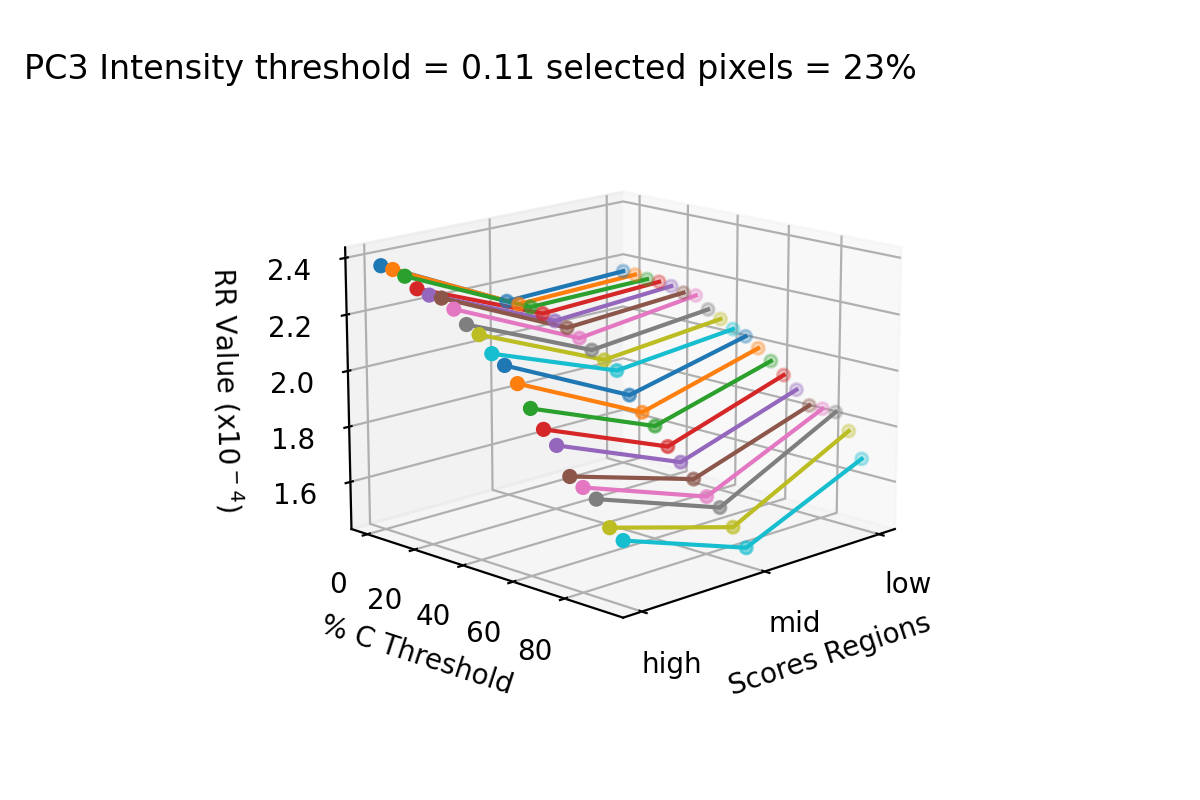 PC3 Intensity threshold = 0.11 selected pixels = 23%
RR Value (x10⁻⁴)
2.4
2.2
2.0
1.8
1.6
0
20
40
60
80
% C Threshold
high
mid
low
Scores Regions